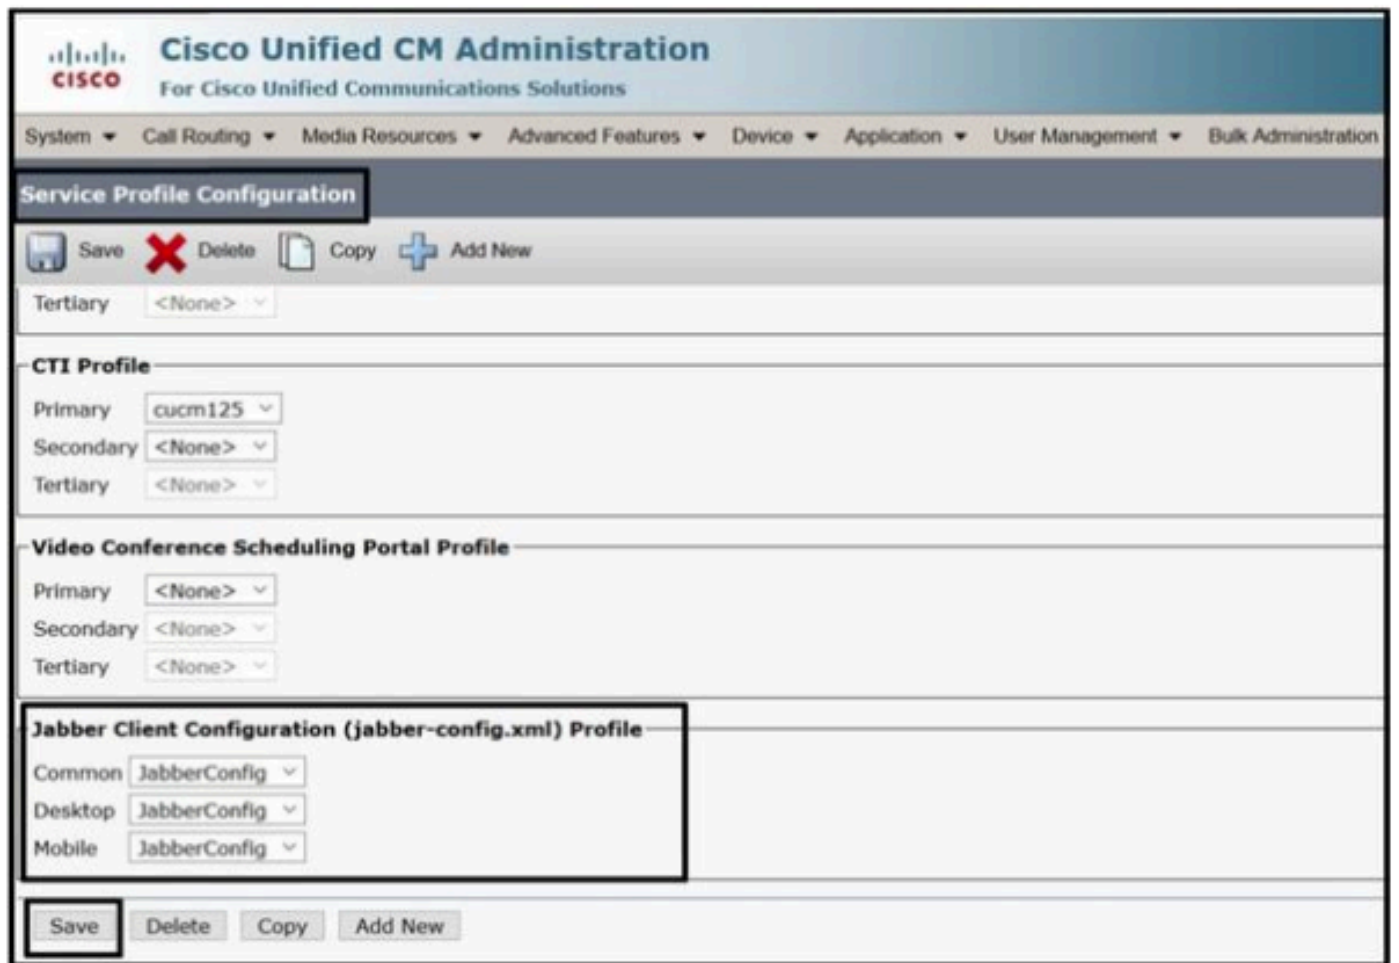 Cisco Unified CM Administration
CISCO
For Cisco Unified Communications Solutions
System Call Routing Media Resources Advanced Features Device Application User Management Bulk Administration
Service Profile Configuration
Save Delete Copy Add New
Tertiary <None>
CTI Profile
Primary cucm125
Secondary <None>
Tertiary <None>
Video Conference Scheduling Portal Profile
Primary <None>
Secondary <None>
Tertiary <None>
Jabber Client Configuration (jabber-config.xml) Profile
Common JabberConfig
Desktop JabberConfig
Mobile JabberConfig
Save Delete Copy Add New